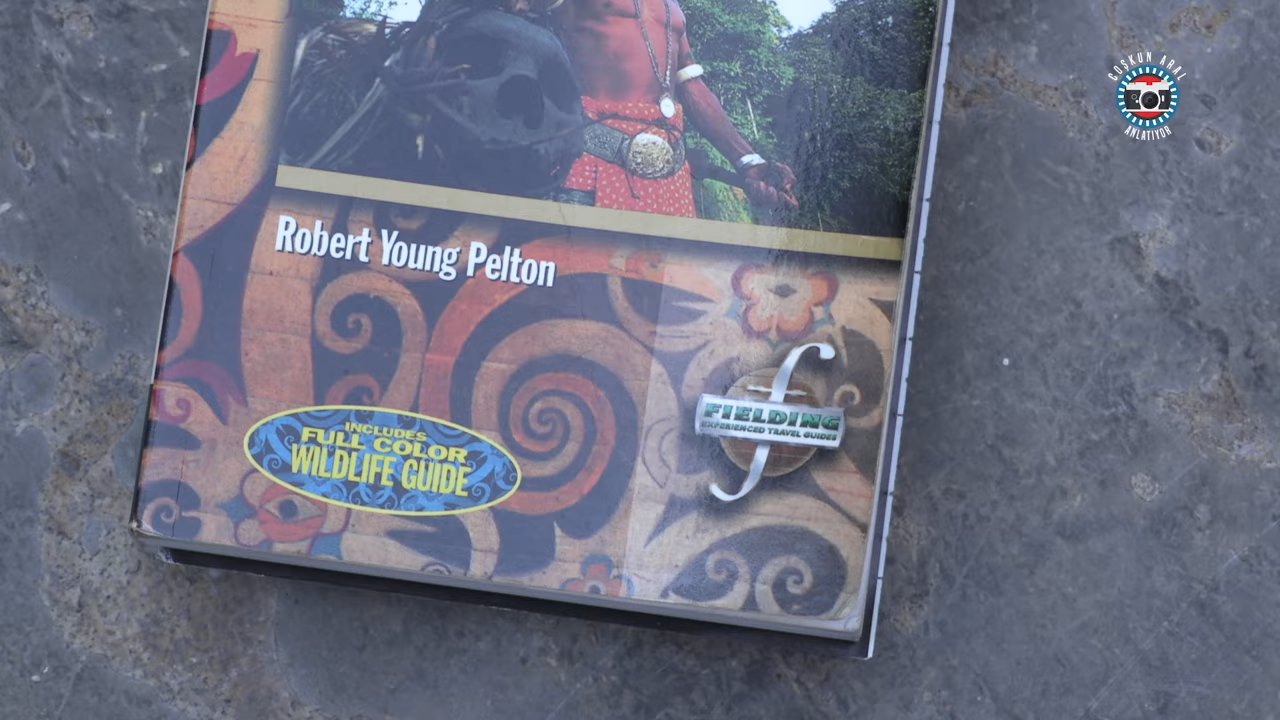 COŞKUN ARAL
ANLATIYOR
Robert Young Pelton
FIELDING
EXPERIENCED TRAVEL GUIDES
INCLUDES
FULL COLOR
WILDLIFE GUIDE